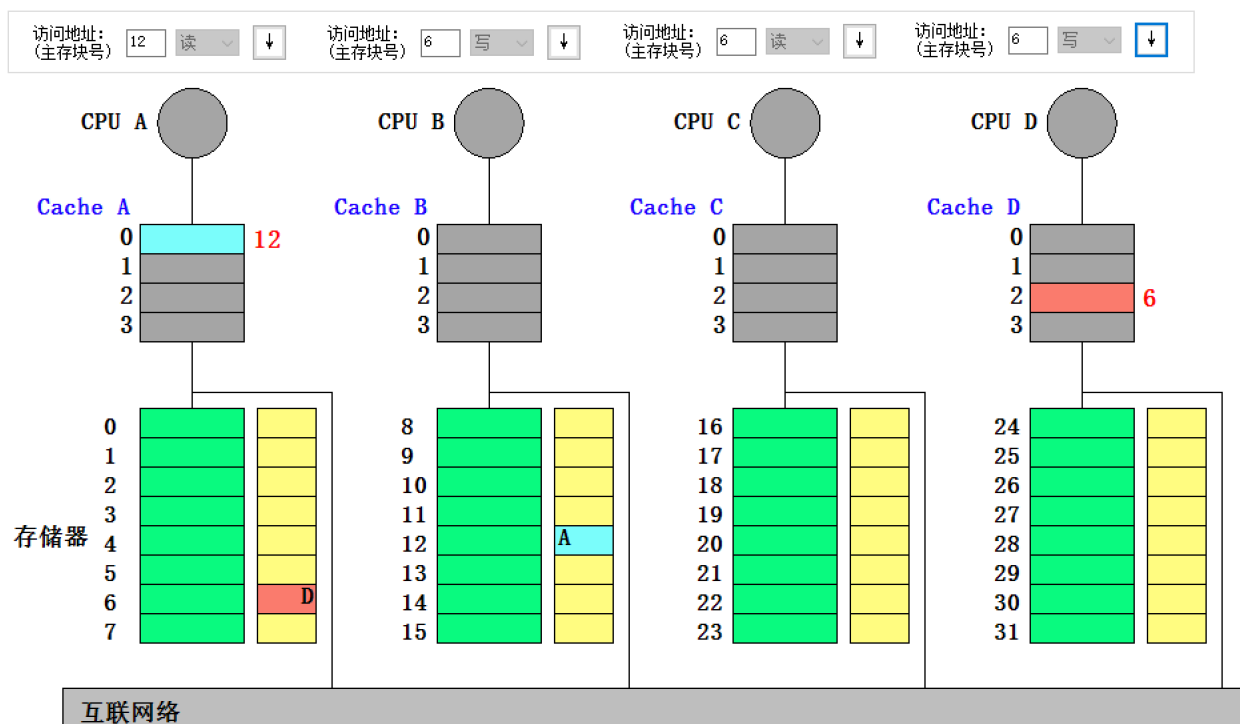 访问地址: 访问地址: 访问地址: 访问地址:
(主存块号) 12 读 ↓ (主存块号) 6 写 ↓ (主存块号) 6 读 ↓ (主存块号) 6 写 ↓
CPU A CPU B CPU C CPU D
Cache A Cache B Cache C Cache D
0 12 0 0 0
1 1 1 1
2 2 2 2 6
3 3 3 3
0 8 16 24
1 9 17 25
2 10 18 26
3 11 19 27
存储器 4 12 A 20 28
5 13 21 29
6 D 14 22 30
7 15 23 31
互联网络